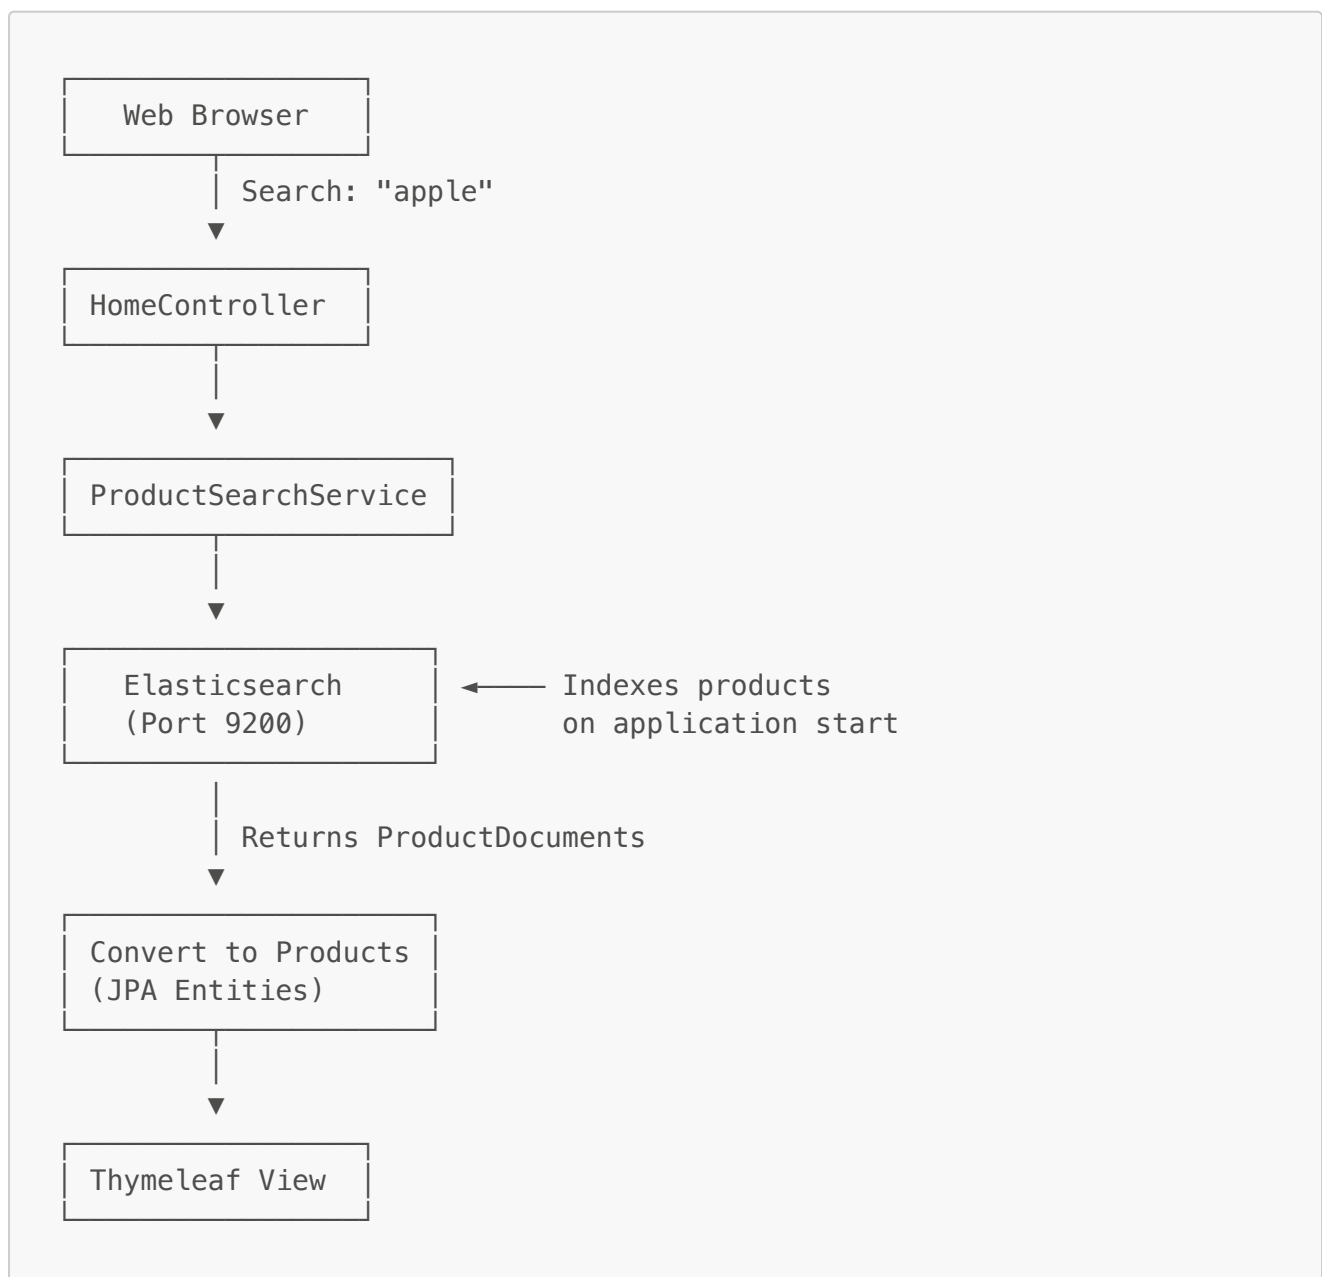 Web Browser
Search: "apple"
HomeController
ProductSearchService
Elasticsearch
(Port 9200)
Indexes products
on application start
Returns ProductDocuments
Convert to Products
(JPA Entities)
Thymeleaf View